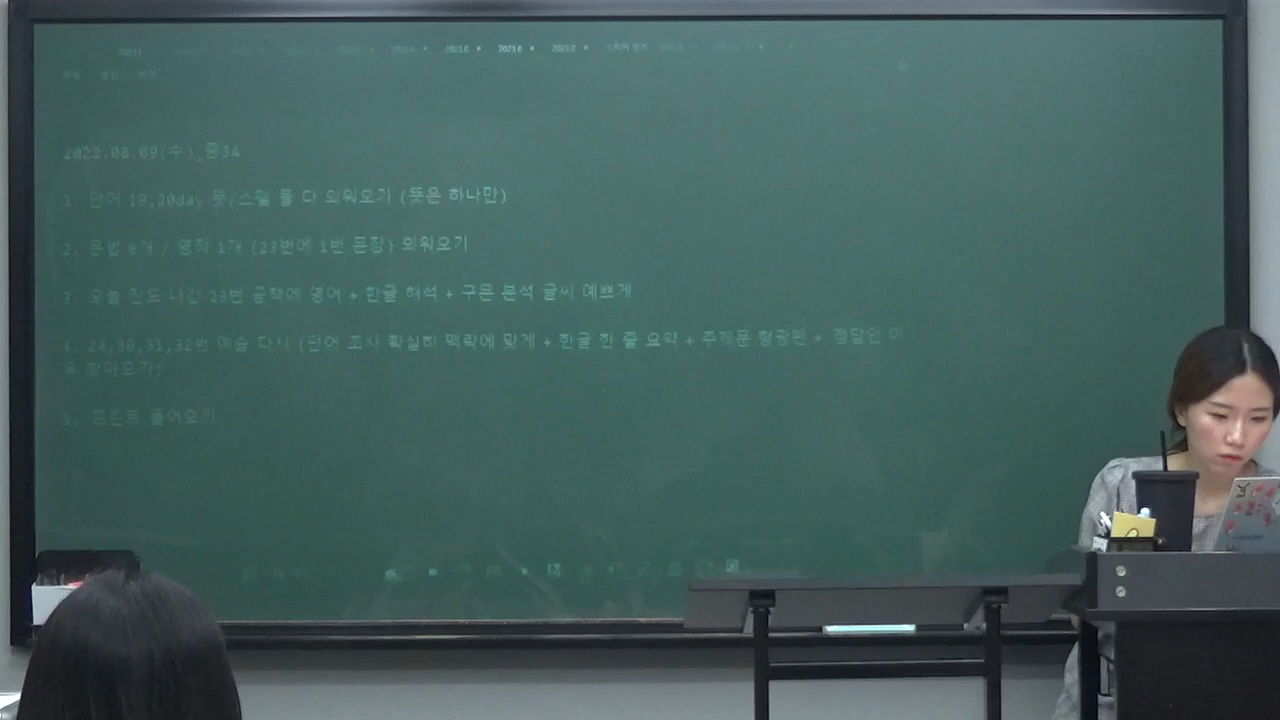 2023.08.09(수)_중3A
1. 단어 19,20day 뜻/스펠 둘 다 외워오기 (뜻은 하나만)
2. 문법 6개 / 영작 1개 (23번에 1번 문장) 외워오기
3. 오늘 진도 나간 23번 공책에 영어 + 한글 해석 + 구문 분석 글씨 예쁘게
4. 24,30,31,32번 예습 다시 (단어 조사 확실히 맥락에 맞게 + 한글 한 줄 요약 + 주제문 형광펜 + 정답인 이
유 찾아오기)
5. 프린트 풀어오기